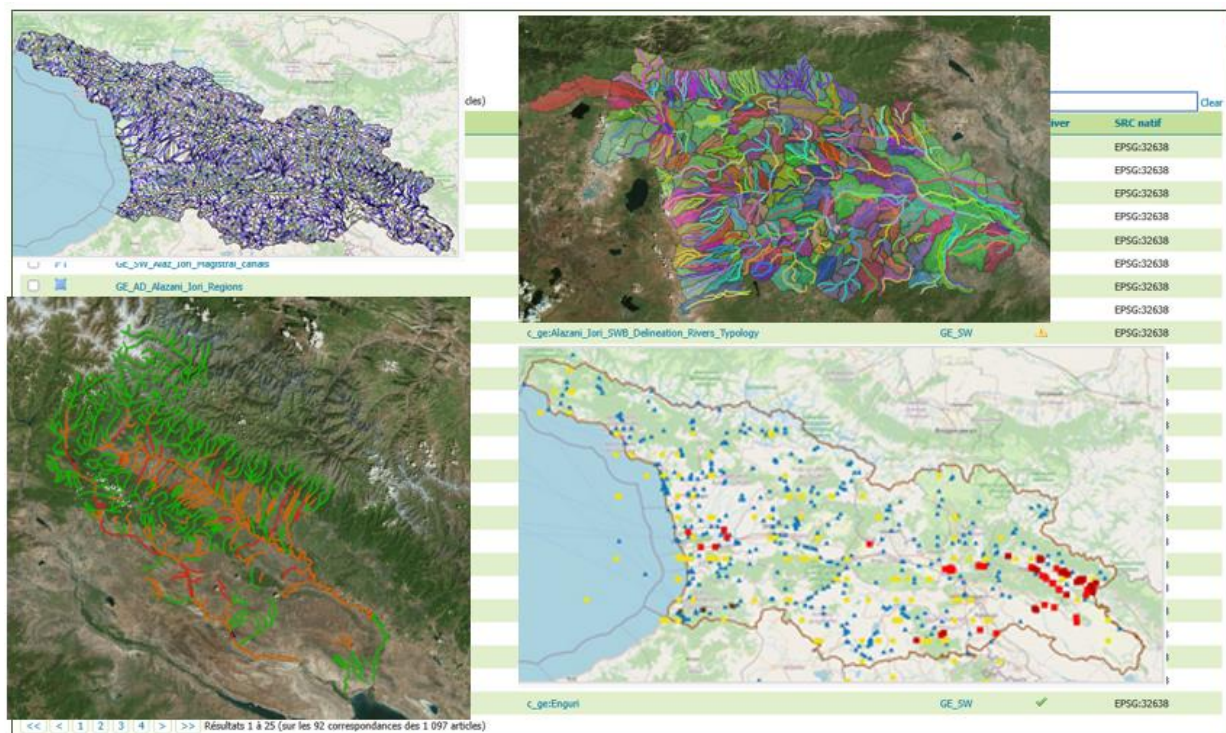 cles) Clear
iver SRC natif
EPSG:32638
EPSG:32638
EPSG:32638
EPSG:32638
EPSG:32638
GE_SW_Alaz_Iori_Magistral_canals EPSG:32638
GE_AD_Alazani_Iori_Regions EPSG:32638
EPSG:32638
c_ge:Alazani_Iori_SWB_Delineation_Rivers_Typology GE_SW EPSG:32638
c_ge:Enguri GE_SW EPSG:32638
<< < 1 2 3 4 > >> Résultats 1 à 25 (sur les 92 correspondances des 1 097 articles)